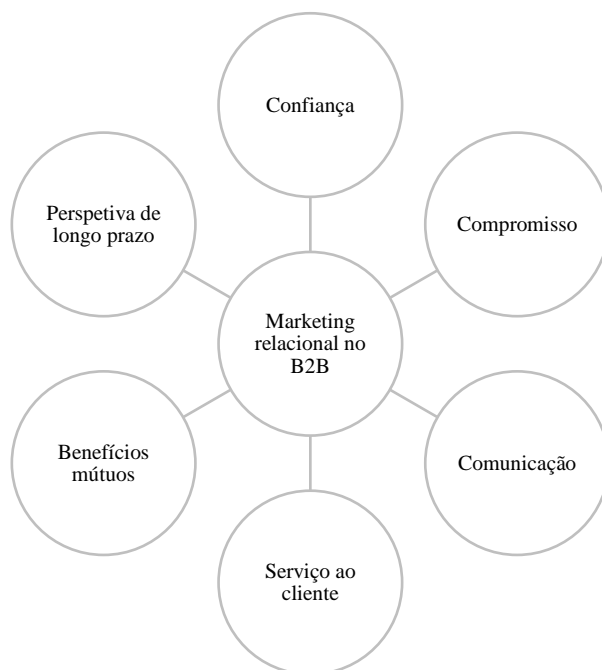 Confiança
Perspetiva de
longo prazo
Compromisso
Marketing
relacional no
B2B
Benefícios
mútuos
Comunicação
Serviço ao
cliente